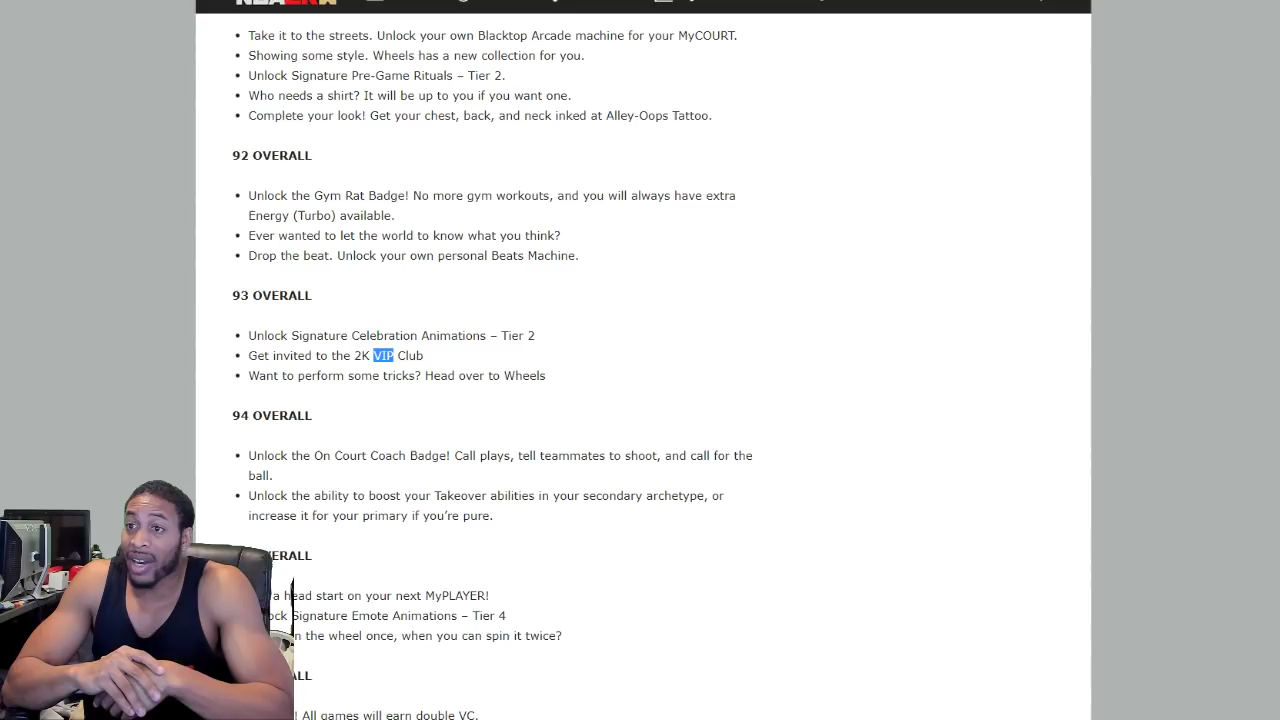 Take it to the streets. Unlock your own Blacktop Arcade machine for your MyCOURT.
Showing some style. Wheels has a new collection for you.
Unlock Signature Pre-Game Rituals – Tier 2.
Who needs a shirt? It will be up to you if you want one.
Complete your look! Get your chest, back, and neck inked at Alley-Oops Tattoo.
92 OVERALL
Unlock the Gym Rat Badge! No more gym workouts, and you will always have extra
Energy (Turbo) available.
Ever wanted to let the world to know what you think?
Drop the beat. Unlock your own personal Beats Machine.
93 OVERALL
Unlock Signature Celebration Animations – Tier 2
Get invited to the 2K VIP Club
Want to perform some tricks? Head over to Wheels
94 OVERALL
Unlock the On Court Coach Badge! Call plays, tell teammates to shoot, and call for the
ball.
Unlock the ability to boost your Takeover abilities in your secondary archetype, or
increase it for your primary if you're pure.
a head start on your next MyPLAYER!
Signature Emote Animations – Tier 4
the wheel once, when you can spin it twice?
All games will earn double VC.